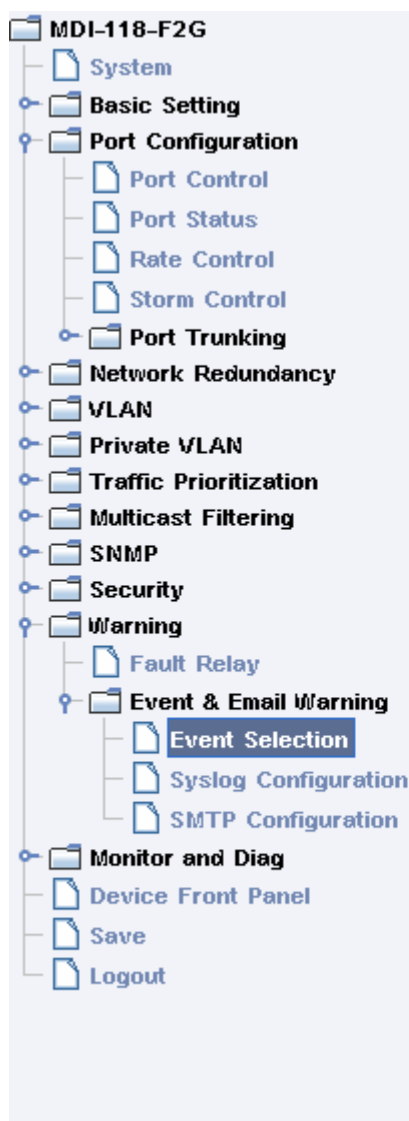 MDI-118-F2G
System
Basic Setting
Port Configuration
Port Control
Port Status
Rate Control
Storm Control
Port Trunking
Network Redundancy
VLAN
Private VLAN
Traffic Prioritization
Multicast Filtering
SNMP
Security
Warning
Fault Relay
Event & Email Warning
Event Selection
Syslog Configuration
SMTP Configuration
Monitor and Diag
Device Front Panel
Save
Logout